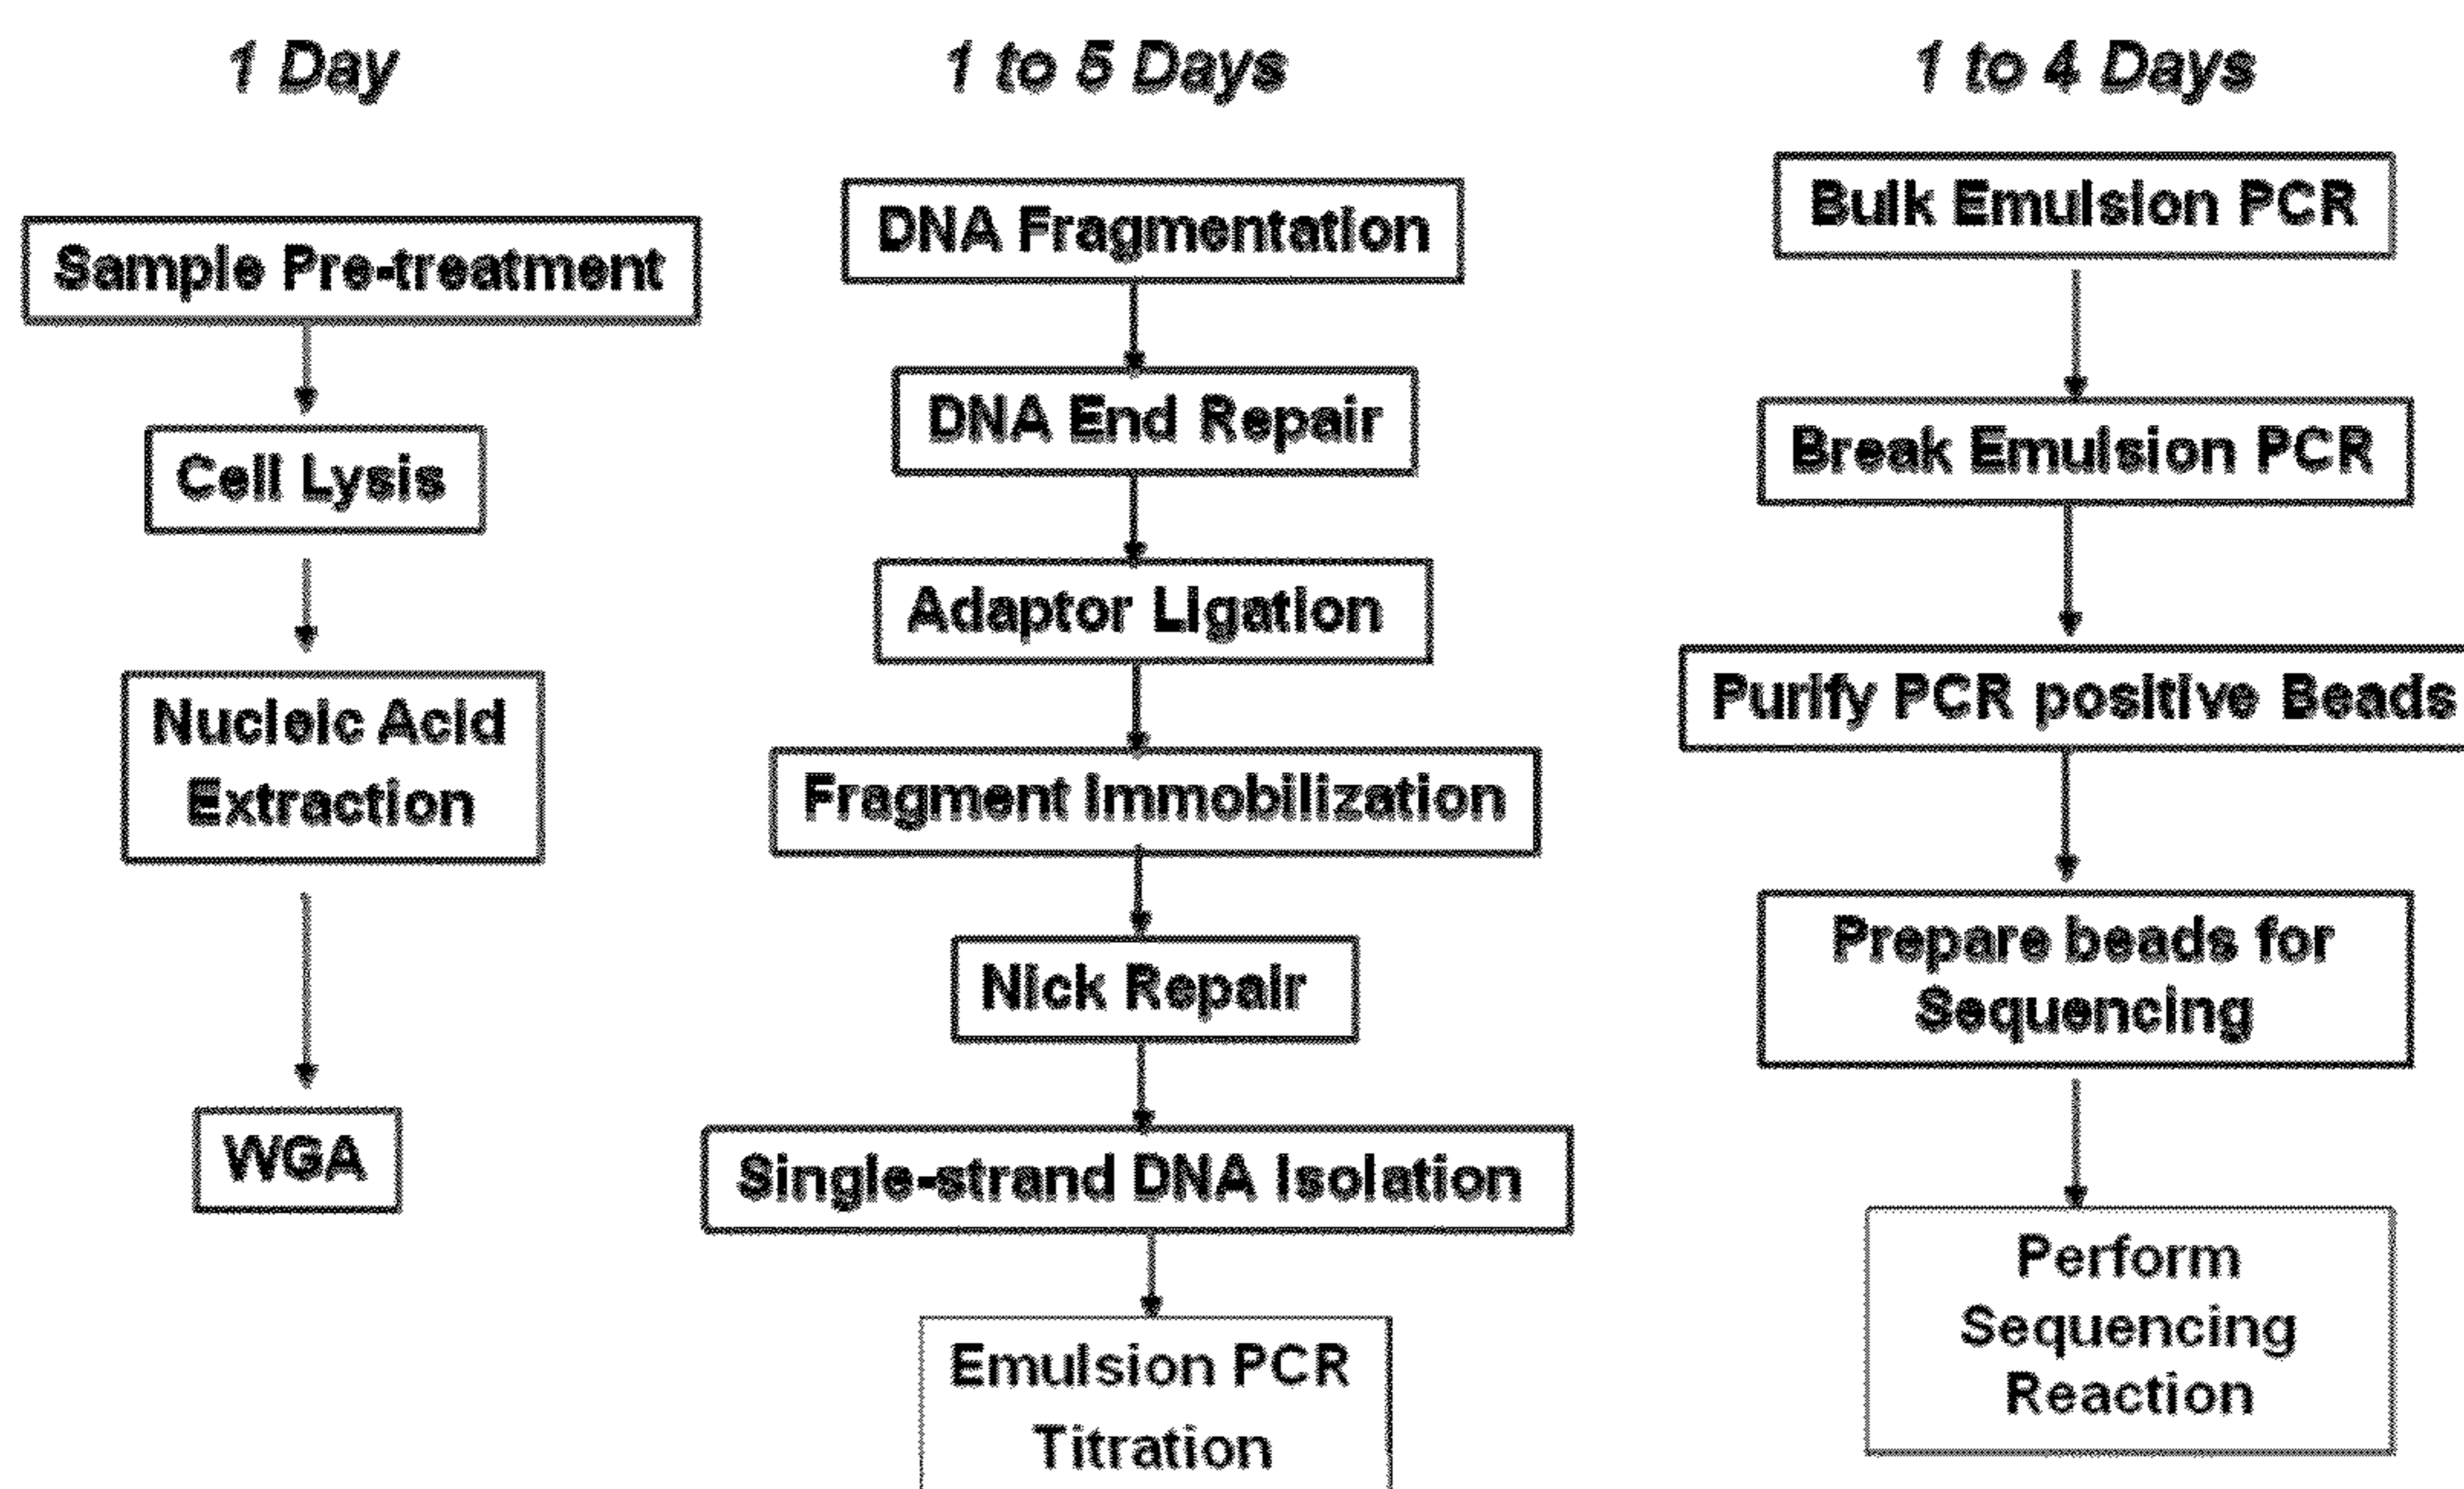 1 Day
Sample Pre-treatment
Cell Lysis
Nucleic Acid
Extraction
WGA
1 to 5 Days
DNA Fragmentation
DNA End Repair
Adaptor Ligation
Fragment Immobilization
Nick Repair
Single-strand DNA Isolation
Emulsion PCR
Titration
1 to 4 Days
Bulk Emulsion PCR
Break Emulsion PCR
Purify PCR positive Beads
Prepare beads for
Sequencing
Perform
Sequencing
Reaction